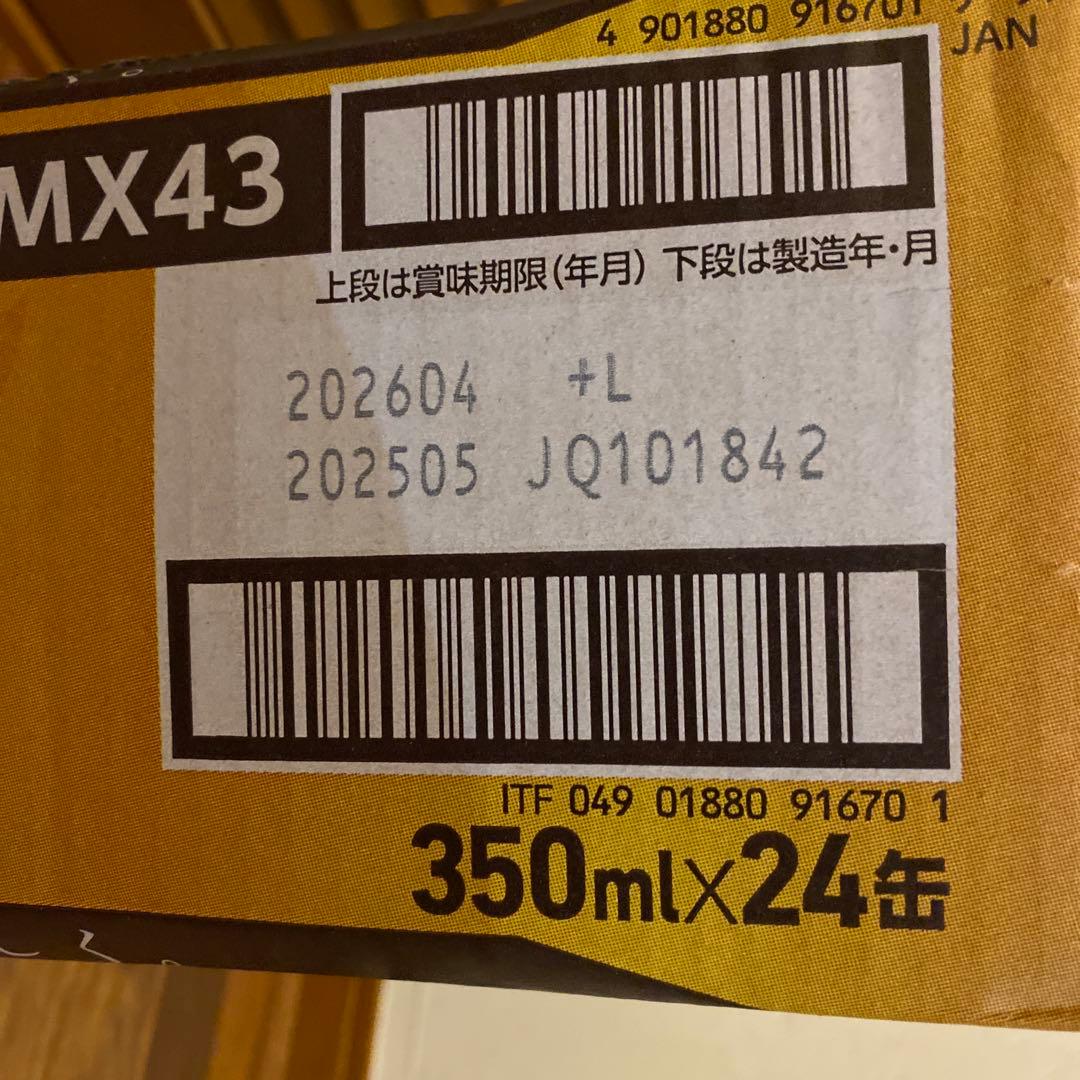 4 901880 916701
JAN
MX43
上段は賞味期限(年月) 下段は製造年・月
202604 +L
202505 JQ101842
ITF 049 01880 91670 1
350ml×24缶